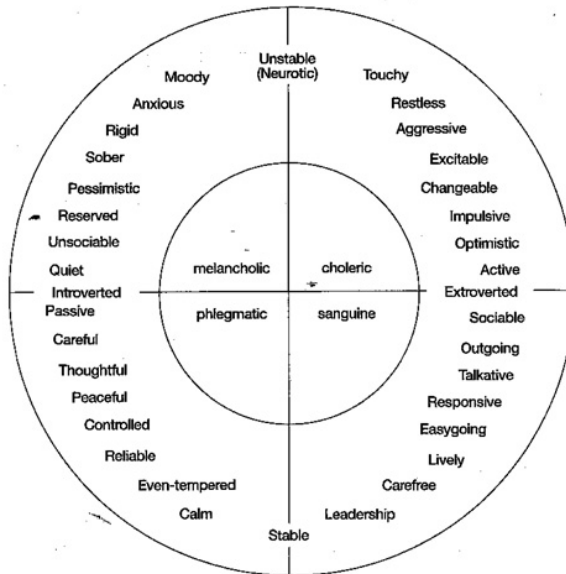 Unstable
(Neurotic)
Moody
Touchy
Anxious
Restless
Rigid
Aggressive
Sober
Excitable
Pessimistic
Changeable
Reserved
Impulsive
Unsociable
Optimistic
Quiet
melancholic
choleric
Active
Introverted
Extroverted
Passive
phlegmatic
sanguine
Sociable
Careful
Outgoing
Thoughtful
Talkative
Peaceful
Responsive
Controlled
Easygoing
Reliable
Lively
Even-tempered
Carefree
Calm
Leadership
Stable